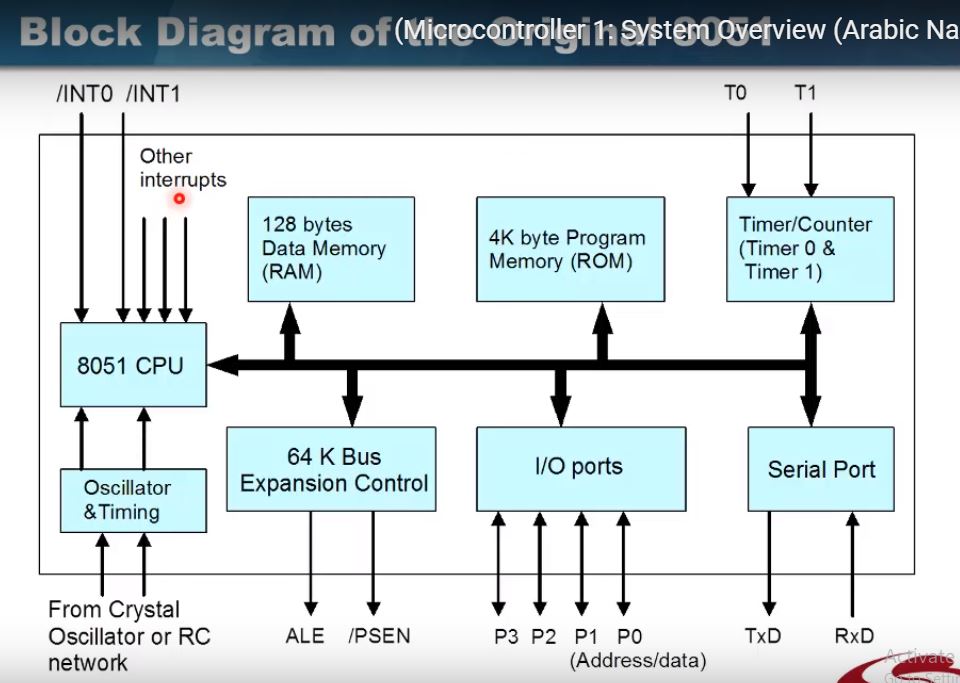 Block Diagram of the Original 8051
(Microcontroller 1: System Overview (Arabic Na
/INT0 /INT1
T0 T1
Other
interrupts
128 bytes
Data Memory
(RAM)
4K byte Program
Memory (ROM)
Timer/Counter
(Timer 0 &
Timer 1)
8051 CPU
64 K Bus
Expansion Control
I/O ports
Serial Port
Oscillator
&Timing
From Crystal
Oscillator or RC
network
ALE /PSEN
P3 P2 P1 P0
(Address/data)
TxD RxD
Activate
Go to Setti